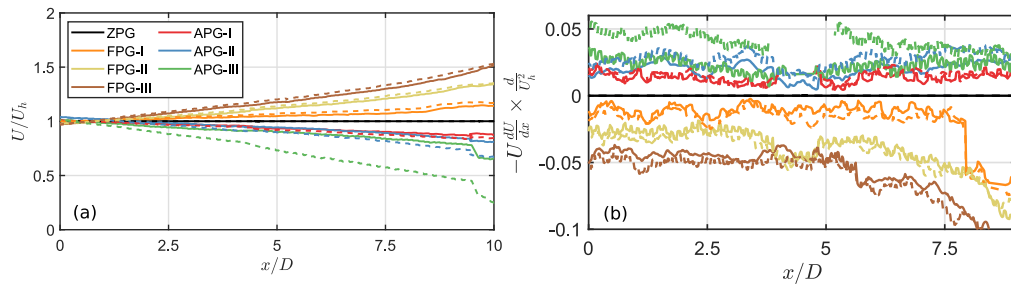 2
1.5
1
0.5
0
U/U_h
ZPG
FPG-I
FPG-II
FPG-III
APG-I
APG-II
APG-III
(a)
0 2.5 5 7.5 10
x/D
0.05
0
-0.05
-0.1
−U dU/dx × d/U_h^2
(b)
0 2.5 5 7.5
x/D